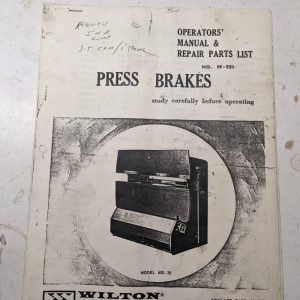 OPERATORS'
MANUAL &
REPAIR PARTS LIST
NO. M-551
PRESS BRAKES
study carefully before operating
MODEL
WILTON